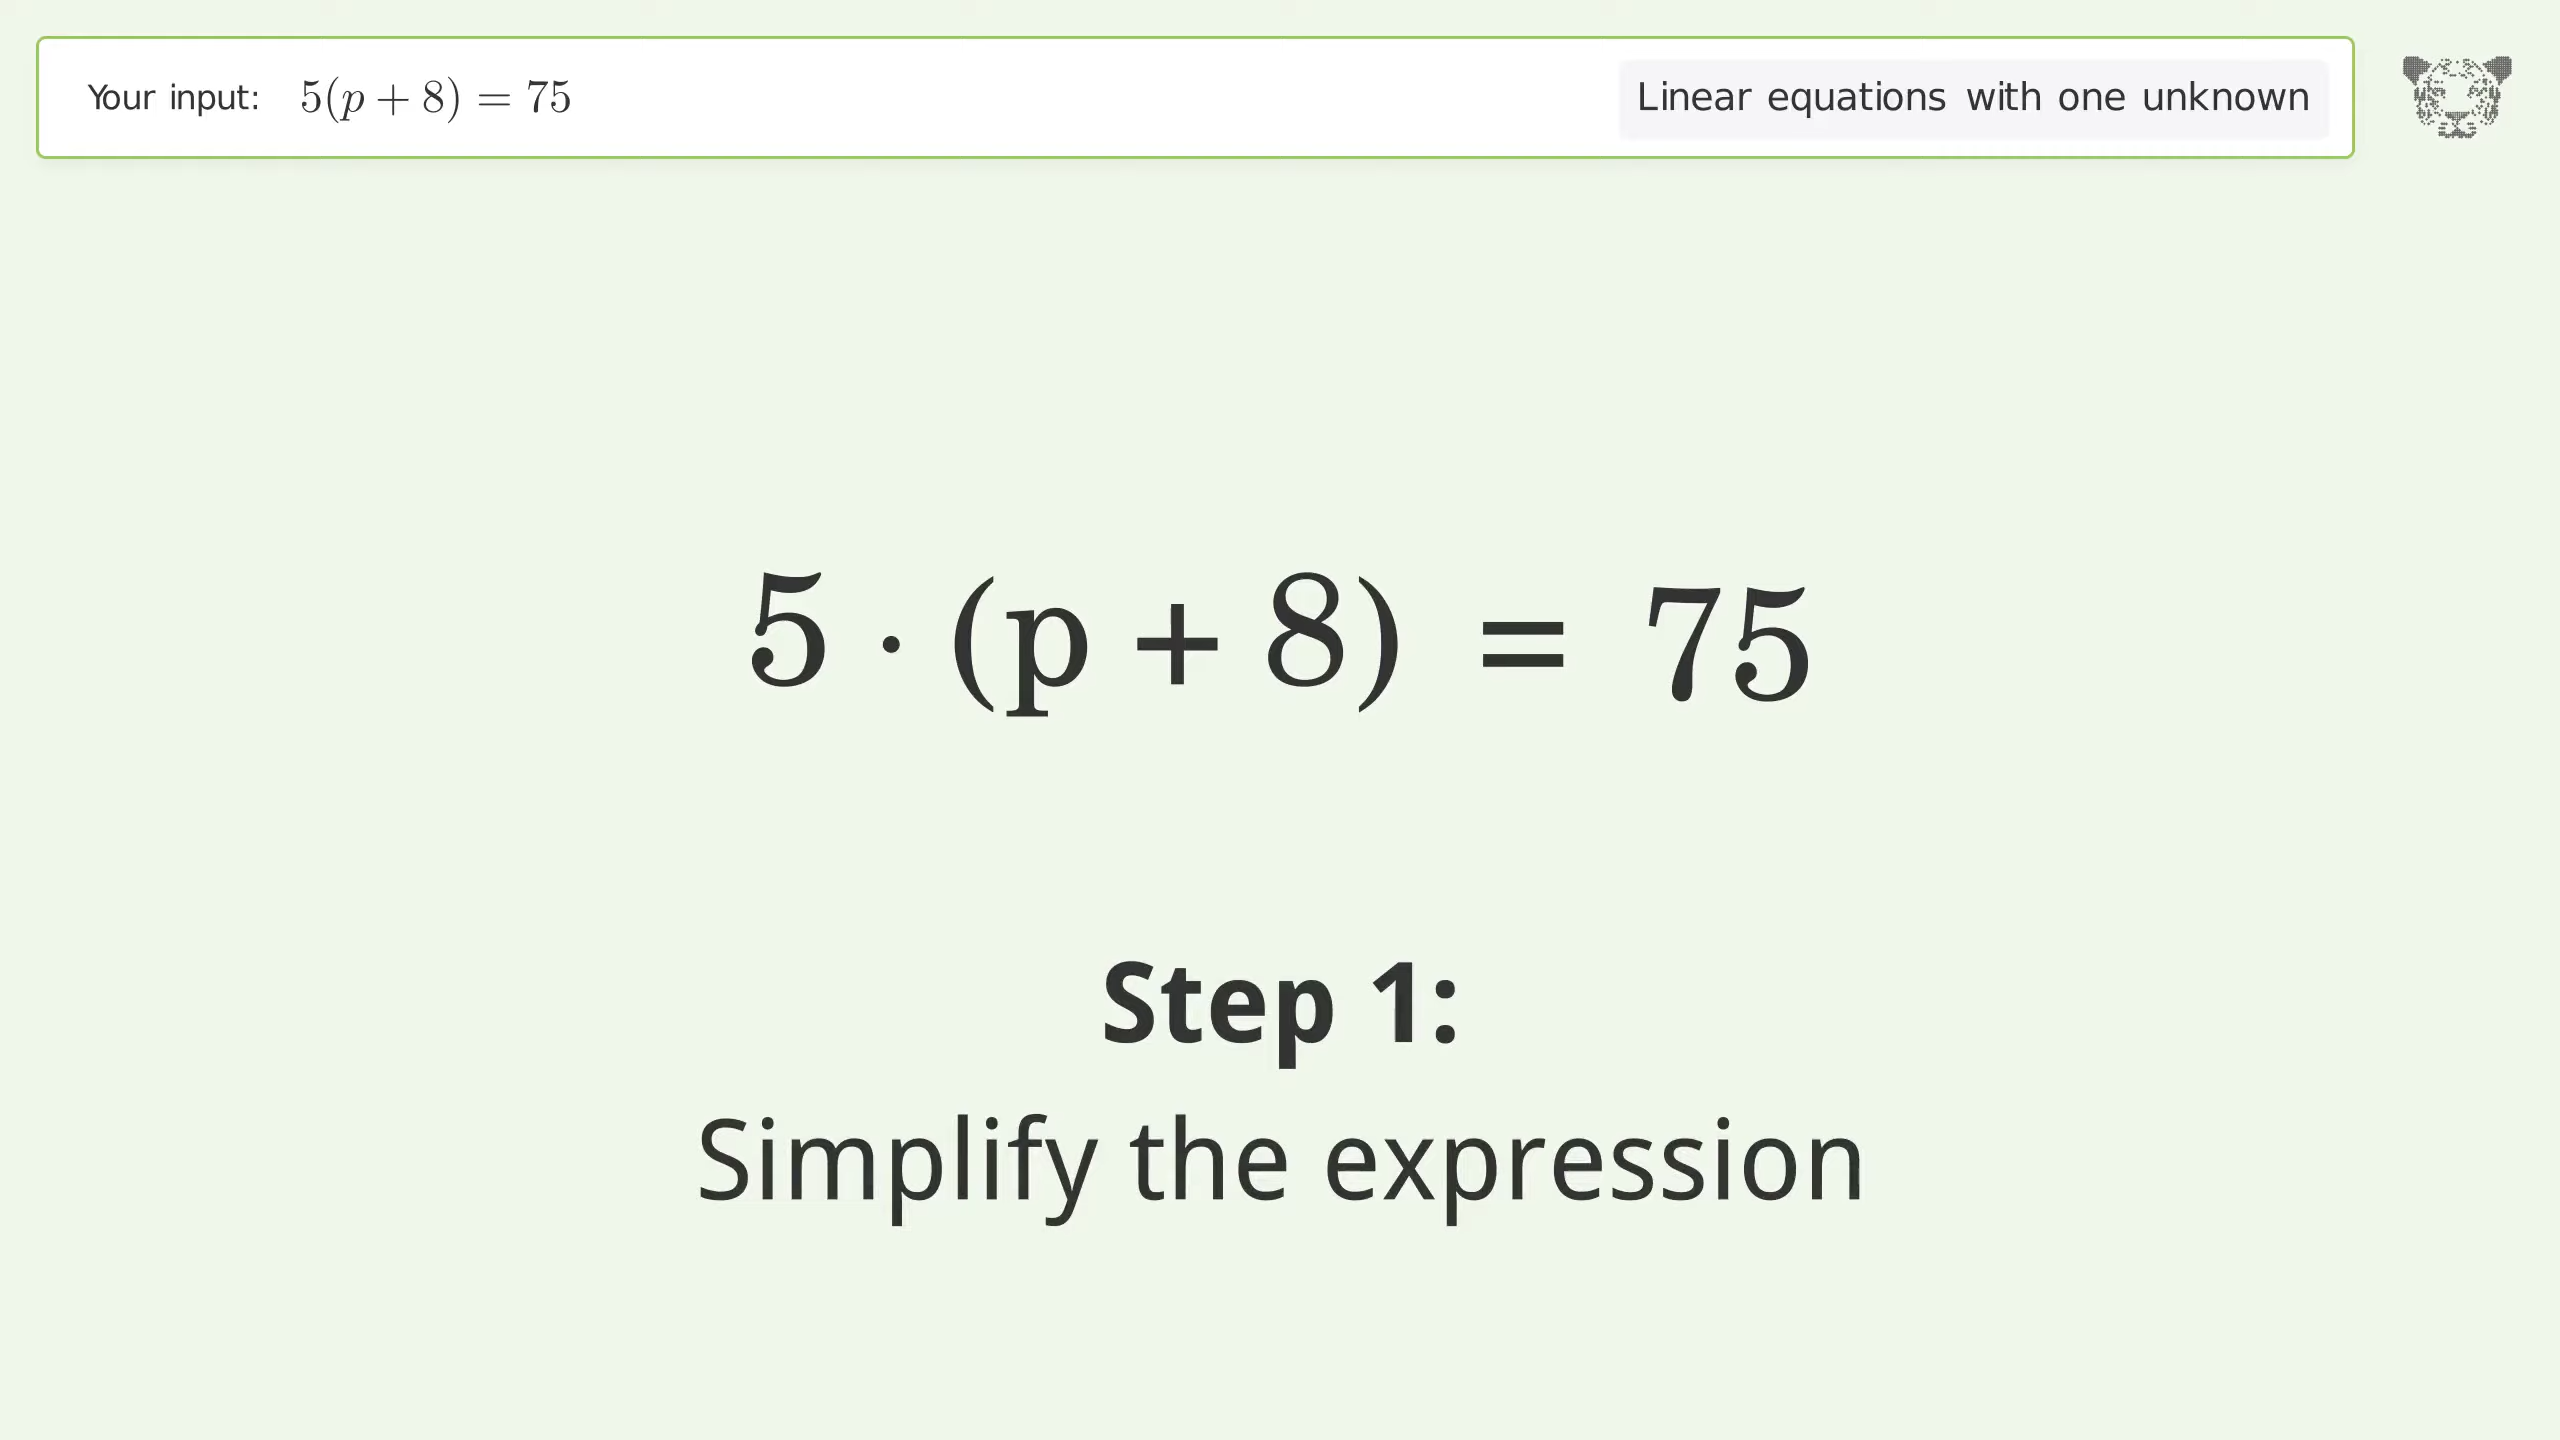 Your input: 5(p + 8) = 75
Linear equations with one unknown
5 · (p + 8) = 75
Step 1:
Simplify the expression